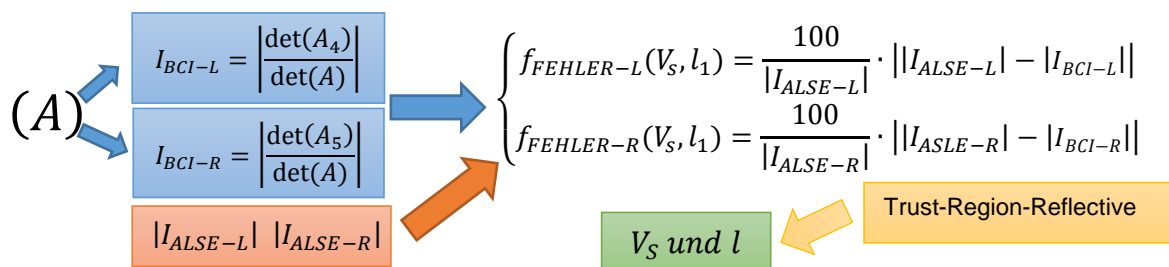 (A)
I_{BCI-L} = |det(A_4)/det(A)|
I_{BCI-R} = |det(A_5)/det(A)|
|I_{ALSE-L}| |I_{ALSE-R}|
f_{FEHLER-L}(V_s, l_1) = 100/|I_{ALSE-L}| · ||I_{ALSE-L}| − |I_{BCI-L}||
f_{FEHLER-R}(V_s, l_1) = 100/|I_{ALSE-R}| · ||I_{ASLE-R}| − |I_{BCI-R}||
Trust-Region-Reflective
V_S und l